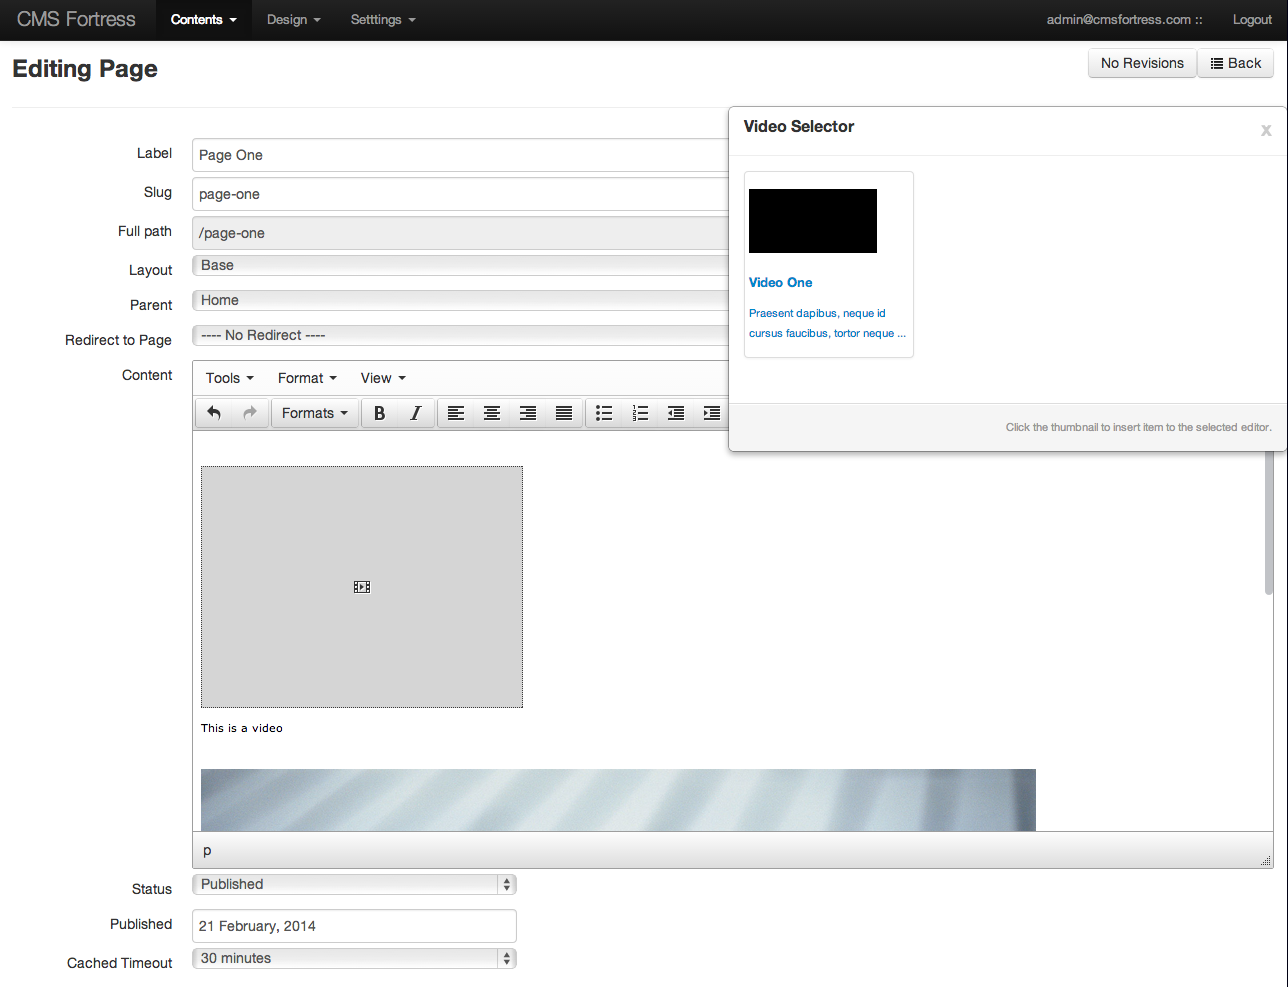 CMS Fortress Contents Design Setttings admin@cmsfortress.com :: Logout
Editing Page
No Revisions Back
Video Selector
x
Video One
Praesent dapibus, neque id
cursus faucibus, tortor neque ...
Click the thumbnail to insert item to the selected editor.
Label Page One
Slug page-one
Full path /page-one
Layout Base
Parent Home
Redirect to Page ---- No Redirect ----
Content Tools Format View
Formats B I
This is a video
p
Status Published
Published 21 February, 2014
Cached Timeout 30 minutes